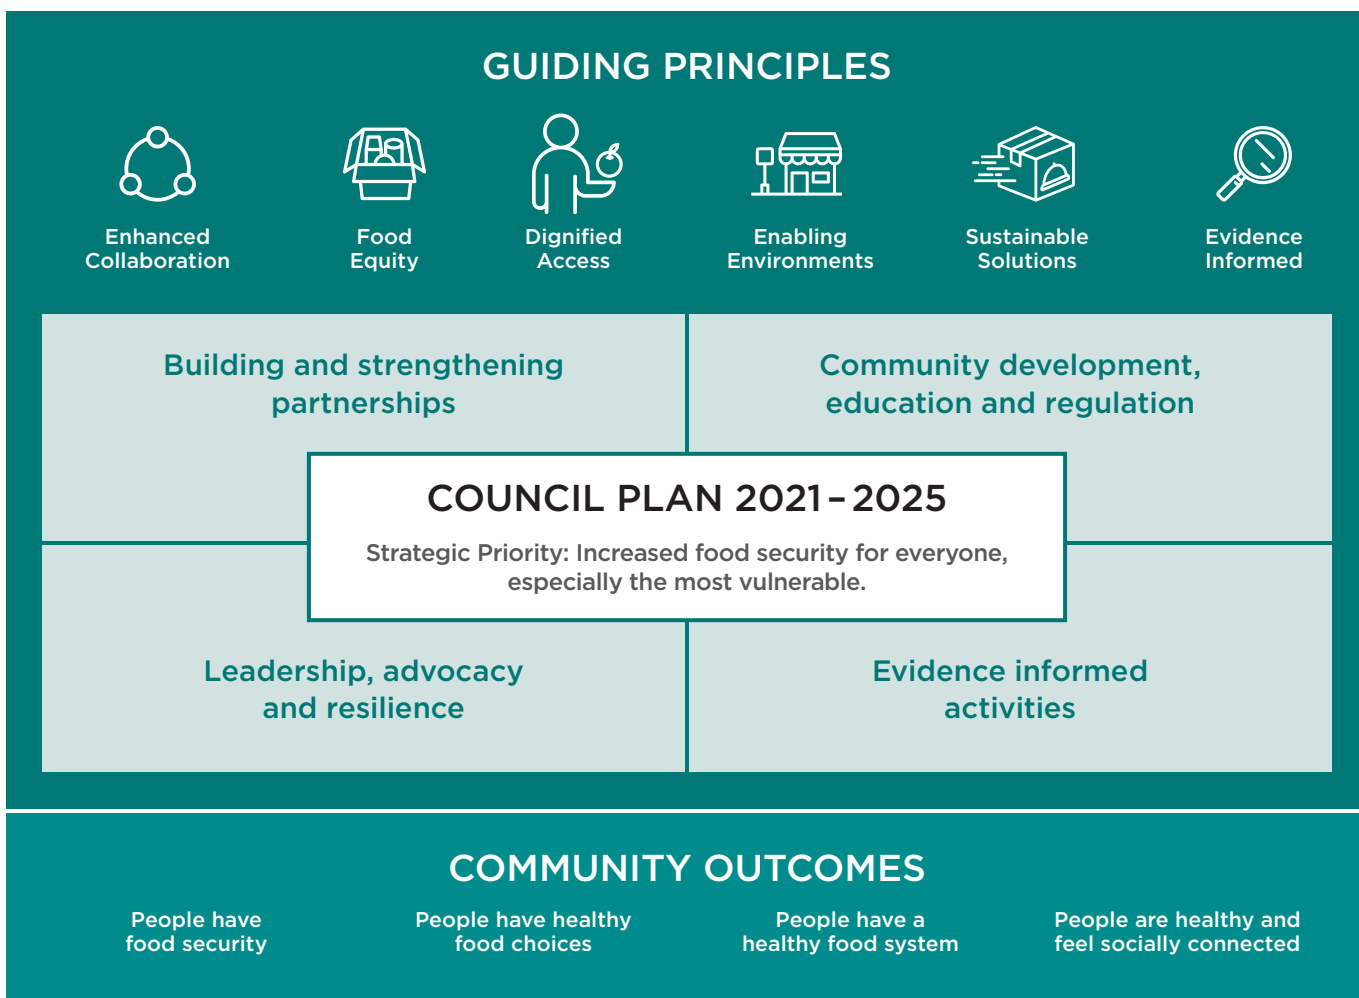 GUIDING PRINCIPLES
Enhanced
Collaboration
Food
Equity
Dignified
Access
Enabling
Environments
Sustainable
Solutions
Evidence
Informed
Building and strengthening
partnerships
Community development,
education and regulation
COUNCIL PLAN 2021–2025
Strategic Priority: Increased food security for everyone,
especially the most vulnerable.
Leadership, advocacy
and resilience
Evidence informed
activities
COMMUNITY OUTCOMES
People have
food security
People have healthy
food choices
People have a
healthy food system
People are healthy and
feel socially connected